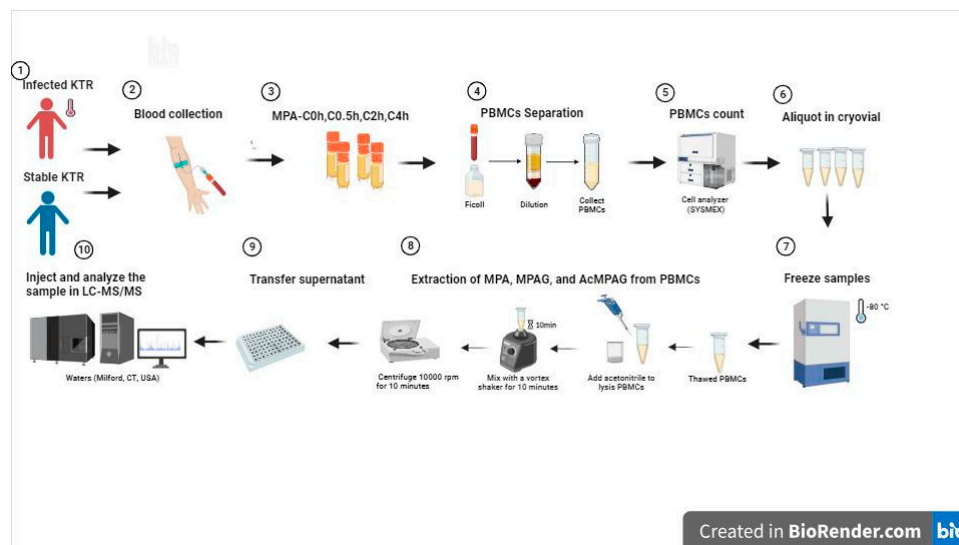 1
Infected KTR
Stable KTR
2
Blood collection
3
MPA-C0h,C0.5h,C2h,C4h
4
PBMCs Separation
Ficoll
Dilution
Collect
PBMCs
5
PBMCs count
Cell analyzer
(SYSMEX)
6
Aliquot in cryovial
7
Freeze samples
-80 °C
8
Extraction of MPA, MPAG, and AcMPAG from PBMCs
Thawed PBMCs
Add acetonitrile to
lysis PBMCs
10min
Mix with a vortex
shaker for 10 minutes
Centrifuge 10000 rpm
for 10 minutes
9
Transfer supernatant
10
Inject and analyze the
sample in LC-MS/MS
Waters (Milford, CT, USA)
Created in BioRender.com